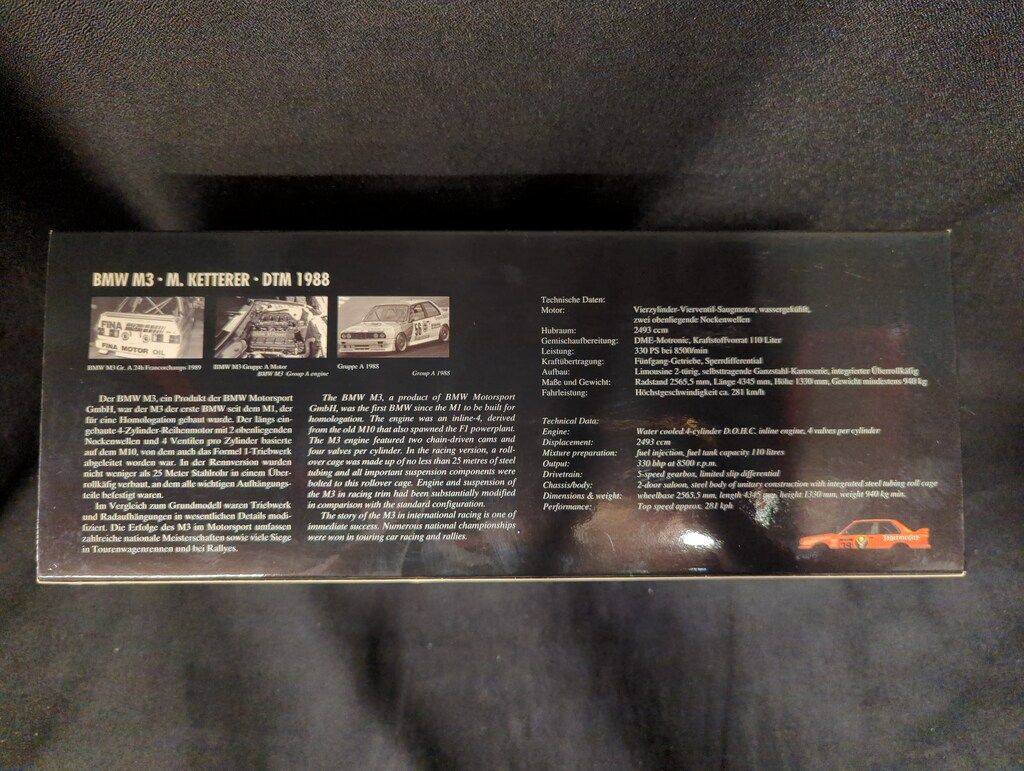 BMW M3 · M. KETTERER · DTM 1988
FINA
FINA MOTOR OIL
56
BMW M3 Gr. A 24h Francorchamps 1989
BMW M3 Gruppe A Motor
BMW M3 Group A engine
Gruppe A 1988
Group A 1988
Der BMW M3, ein Produkt der BMW Motorsport
GmbH, war der M3 der erste BMW seit dem M1, der
für eine Homologation gebaut wurde. Der längs ein-
gebaute 4-Zylinder-Reihenmotor mit 2 obenliegenden
Nockenwellen und 4 Ventilen pro Zylinder basierte
auf dem M10, von dem auch das Formel 1-Triebwerk
abgeleitet worden war. In der Rennversion wurden
nicht weniger als 25 Meter Stahlrohr in einem Über-
rollkäfig verbaut, an dem alle wichtigen Aufhängungs-
teile befestigt waren.
Im Vergleich zum Grundmodell waren Triebwerk
und Radaufhängungen in wesentlichen Details modi-
fiziert. Die Erfolge des M3 im Motorsport umfassen
zahlreiche nationale Meisterschaften sowie viele Siege
in Tourenwagenrennen und bei Rallyes.
The BMW M3, a product of BMW Motorsport
GmbH, was the first BMW since the M1 to be built for
homologation. The engine was an inline-4, derived
from the old M10 that also spawned the F1 powerplant.
The M3 engine featured two chain-driven cams and
four valves per cylinder. In the racing version, a roll-
over cage was made up of no less than 25 metres of steel
tubing and all important suspension components were
bolted to this rollover cage. Engine and suspension of
the M3 in racing trim had been substantially modified
in comparison with the standard configuration.
The story of the M3 in international racing is one of
immediate success. Numerous national championships
were won in touring car racing and rallies.
Technische Daten:
Motor: Vierzylinder-Vierventil-Saugmotor, wassergekühlt,
zwei obenliegende Nockenwellen
Hubraum: 2493 ccm
Gemischaufbereitung: DME-Motronic, Kraftstoffvorrat 110 Liter
Leistung: 330 PS bei 8500/min
Kraftübertragung: Fünfgang-Getriebe, Sperrdifferential
Aufbau: Limousine 2-türig, selbsttragende Ganzstahl-Karosserie, integrierter Überrollkäfig
Maße und Gewicht: Radstand 2565,5 mm, Länge 4345 mm, Höhe 1330 mm, Gewicht mindestens 940 kg
Fahrleistung: Höchstgeschwindigkeit ca. 281 km/h
Technical Data:
Engine: Water cooled 4-cylinder D.O.H.C. inline engine, 4 valves per cylinder
Displacement: 2493 ccm
Mixture preparation: fuel injection, fuel tank capacity 110 litres
Output: 330 bhp at 8500 r.p.m.
Drivetrain: 5-speed gearbox, limited slip differential
Chassis/body: 2-door saloon, steel body of unitary construction with integrated steel tubing roll cage
Dimensions & weight: wheelbase 2565,5 mm, length 4345 mm, height 1330 mm, weight 940 kg min.
Performance: Top speed approx. 281 kph
Jägermeister